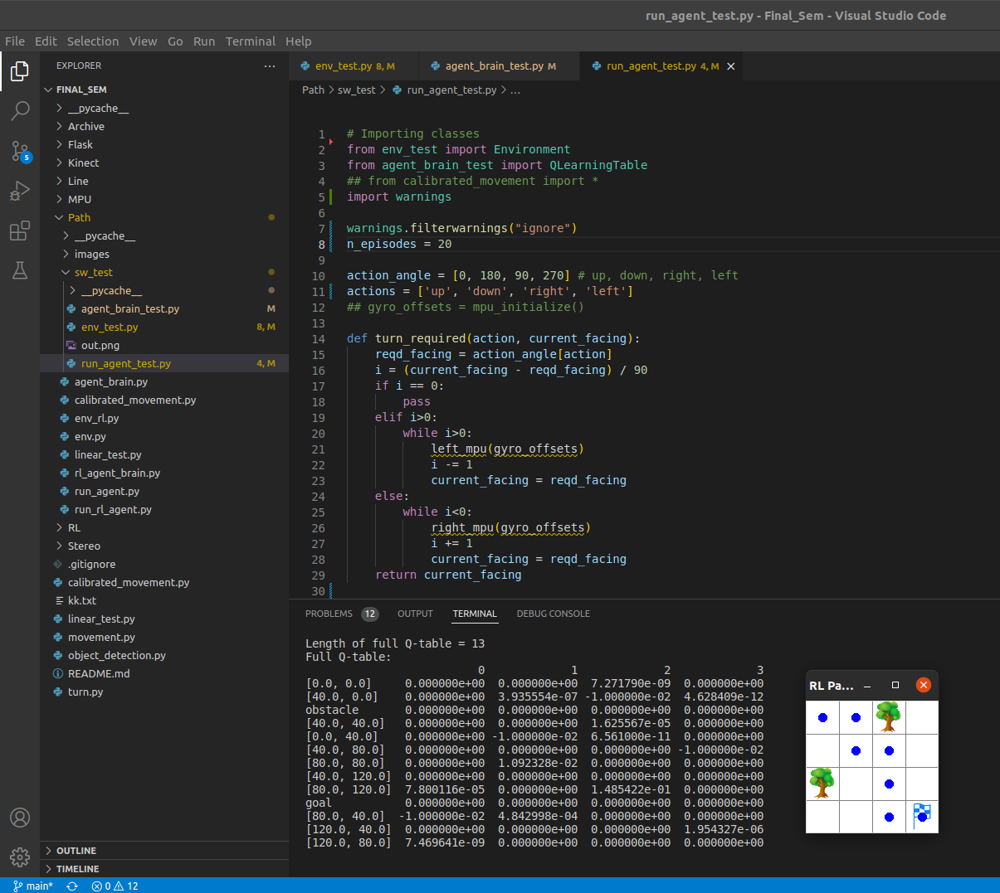 run_agent_test.py - Final_Sem - Visual Studio Code
File Edit Selection View Go Run Terminal Help
EXPLORER ...
FINAL_SEM
__pycache__
Archive
Flask
Kinect
Line
MPU
Path
__pycache__
images
sw_test
__pycache__
agent_brain_test.py M
env_test.py 8, M
out.png
run_agent_test.py 4, M
agent_brain.py
calibrated_movement.py
env_rl.py
env.py
linear_test.py
rl_agent_brain.py
run_agent.py
run_rl_agent.py
RL
Stereo
.gitignore
calibrated_movement.py
kk.txt
linear_test.py
movement.py
object_detection.py
README.md
turn.py
OUTLINE
TIMELINE
5
env_test.py 8, M agent_brain_test.py M run_agent_test.py 4, M
Path > sw_test > run_agent_test.py > ...
1 # Importing classes
2 from env_test import Environment
3 from agent_brain_test import QLearningTable
4 ## from calibrated_movement import *
5 import warnings
6
7 warnings.filterwarnings("ignore")
8 n_episodes = 20
9
10 action_angle = [0, 180, 90, 270] # up, down, right, left
11 actions = ['up', 'down', 'right', 'left']
12 ## gyro_offsets = mpu_initialize()
13
14 def turn_required(action, current_facing):
15     reqd_facing = action_angle[action]
16     i = (current_facing - reqd_facing) / 90
17     if i == 0:
18         pass
19     elif i>0:
20         while i>0:
21             left_mpu(gyro_offsets)
22             i -= 1
23             current_facing = reqd_facing
24     else:
25         while i<0:
26             right_mpu(gyro_offsets)
27             i += 1
28             current_facing = reqd_facing
29     return current_facing
30
PROBLEMS 12 OUTPUT TERMINAL DEBUG CONSOLE
Length of full Q-table = 13
Full Q-table:
0 1 2 3
[0.0, 0.0] 0.000000e+00 0.000000e+00 7.271790e-09 0.000000e+00
[40.0, 0.0] 0.000000e+00 3.935554e-07 -1.000000e-02 4.628409e-12
obstacle 0.000000e+00 0.000000e+00 0.000000e+00 0.000000e+00
[40.0, 40.0] 0.000000e+00 0.000000e+00 1.625567e-05 0.000000e+00
[0.0, 40.0] 0.000000e+00 -1.000000e-02 6.561000e-11 0.000000e+00
[40.0, 80.0] 0.000000e+00 0.000000e+00 0.000000e+00 -1.000000e-02
[80.0, 80.0] 0.000000e+00 1.092328e-02 0.000000e+00 0.000000e+00
[40.0, 120.0] 0.000000e+00 0.000000e+00 0.000000e+00 0.000000e+00
[80.0, 120.0] 7.800116e-05 0.000000e+00 1.485422e-01 0.000000e+00
goal 0.000000e+00 0.000000e+00 0.000000e+00 0.000000e+00
[80.0, 40.0] -1.000000e-02 4.842998e-04 0.000000e+00 0.000000e+00
[120.0, 40.0] 0.000000e+00 0.000000e+00 0.000000e+00 1.954327e-06
[120.0, 80.0] 7.469641e-09 0.000000e+00 0.000000e+00 0.000000e+00
RL Pa...
main* 0 12